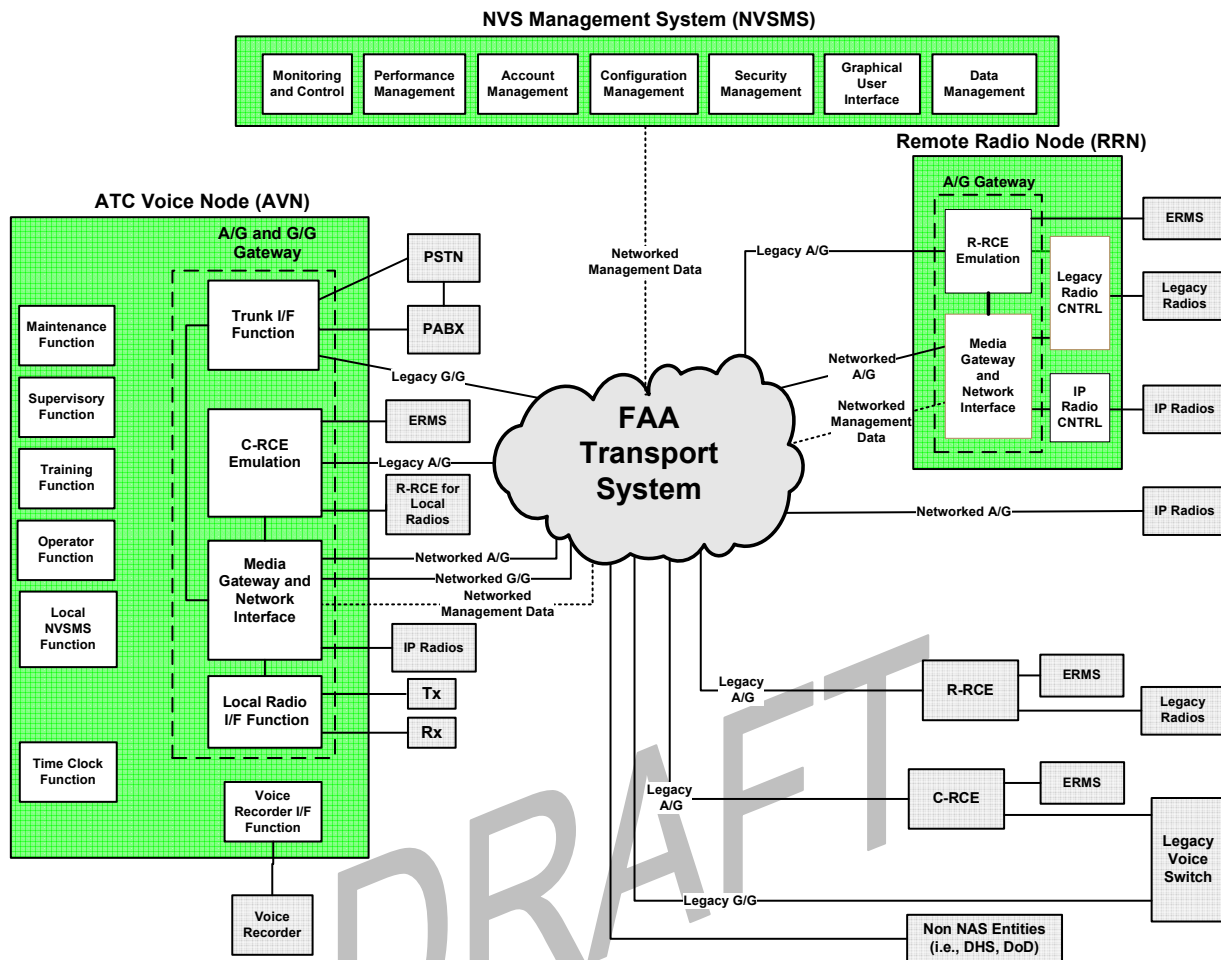 NVS Management System (NVSMS)
Monitoring
and Control
Performance
Management
Account
Management
Configuration
Management
Security
Management
Graphical
User
Interface
Data
Management
Remote Radio Node (RRN)
A/G Gateway
R-RCE
Emulation
Legacy
Radio
CNTRL
Media
Gateway
and
Network
Interface
IP
Radio
CNTRL
ERMS
Legacy
Radios
IP Radios
IP Radios
Legacy A/G
Networked
A/G
Networked
Management
Data
Networked A/G
Networked
Management Data
ATC Voice Node (AVN)
A/G and G/G
Gateway
Maintenance
Function
Supervisory
Function
Training
Function
Operator
Function
Local
NVSMS
Function
Time Clock
Function
Trunk I/F
Function
C-RCE
Emulation
Media
Gateway and
Network
Interface
Local Radio
I/F Function
Voice
Recorder I/F
Function
Voice
Recorder
PSTN
PABX
Legacy G/G
ERMS
Legacy A/G
R-RCE for
Local
Radios
Networked A/G
Networked G/G
Networked
Management Data
IP Radios
Tx
Rx
FAA
Transport
System
Legacy
A/G
R-RCE
ERMS
Legacy
Radios
Legacy
A/G
C-RCE
ERMS
Legacy
Voice
Switch
Legacy G/G
Non NAS Entities
(i.e., DHS, DoD)
DRAFT